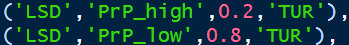 ('LSD','PrP_high',0.2,'TUR'),
('LSD','PrP_low',0.8,'TUR'),